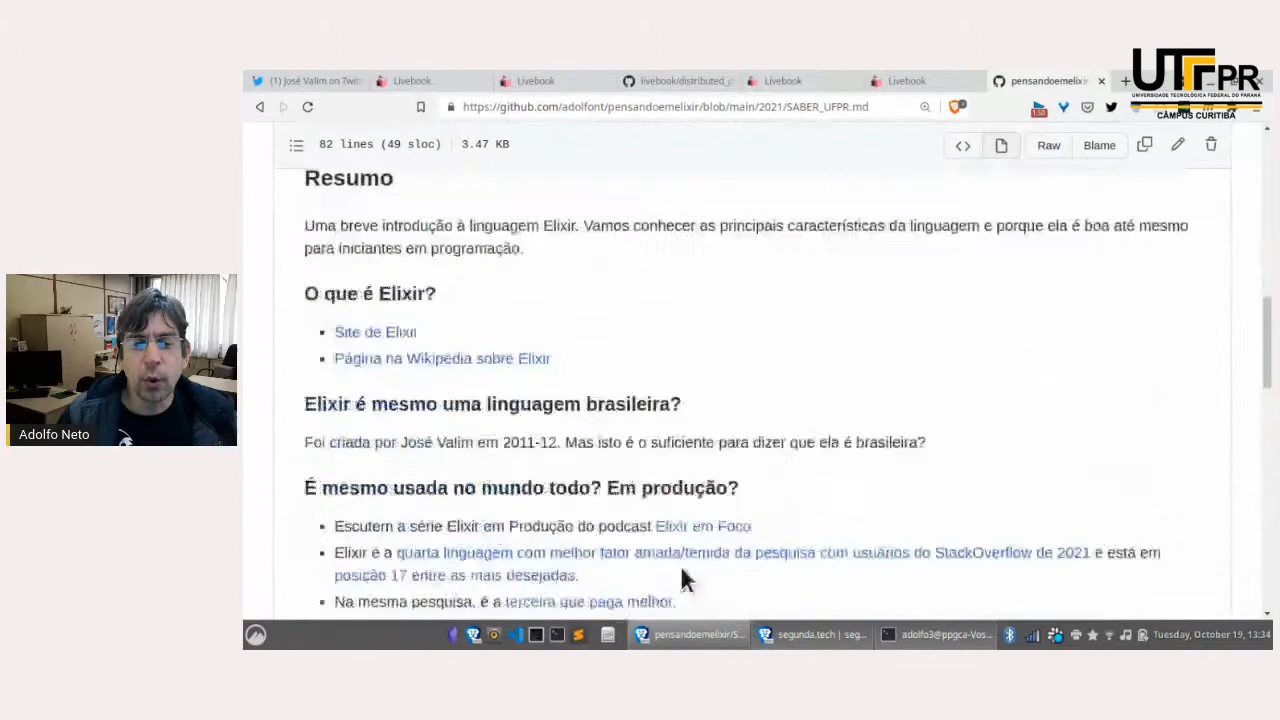 UTFPR
UNIVERSIDADE TECNOLÓGICA FEDERAL DO PARANÁ
CÂMPUS CURITIBA
(1) José Valim on Twit
Livebook
Livebook
livebook/distributed_p
Livebook
Livebook
pensandoemelixir
https://github.com/adolfont/pensandoemelixir/blob/main/2021/SABER_UFPR.md
82 lines (49 sloc)
3.47 KB
Raw
Blame
Resumo
Uma breve introdução à linguagem Elixir. Vamos conhecer as principais características da linguagem e porque ela é boa até mesmo
para iniciantes em programação.
O que é Elixir?
Site de Elixir
Página na Wikipédia sobre Elixir
Elixir é mesmo uma linguagem brasileira?
Foi criada por José Valim em 2011-12. Mas isto é o suficiente para dizer que ela é brasileira?
É mesmo usada no mundo todo? Em produção?
Escutem a série Elixir em Produção do podcast Elixir em Foco
Elixir é a quarta linguagem com melhor fator amada/temida da pesquisa com usuários do StackOverflow de 2021 e está em
posição 17 entre as mais desejadas.
Na mesma pesquisa, é a terceira que paga melhor.
Adolfo Neto
pensandoemelixir/S...
segunda.tech | seg...
adolfo3@ppgca-Vos...
Tuesday, October 19, 13:34